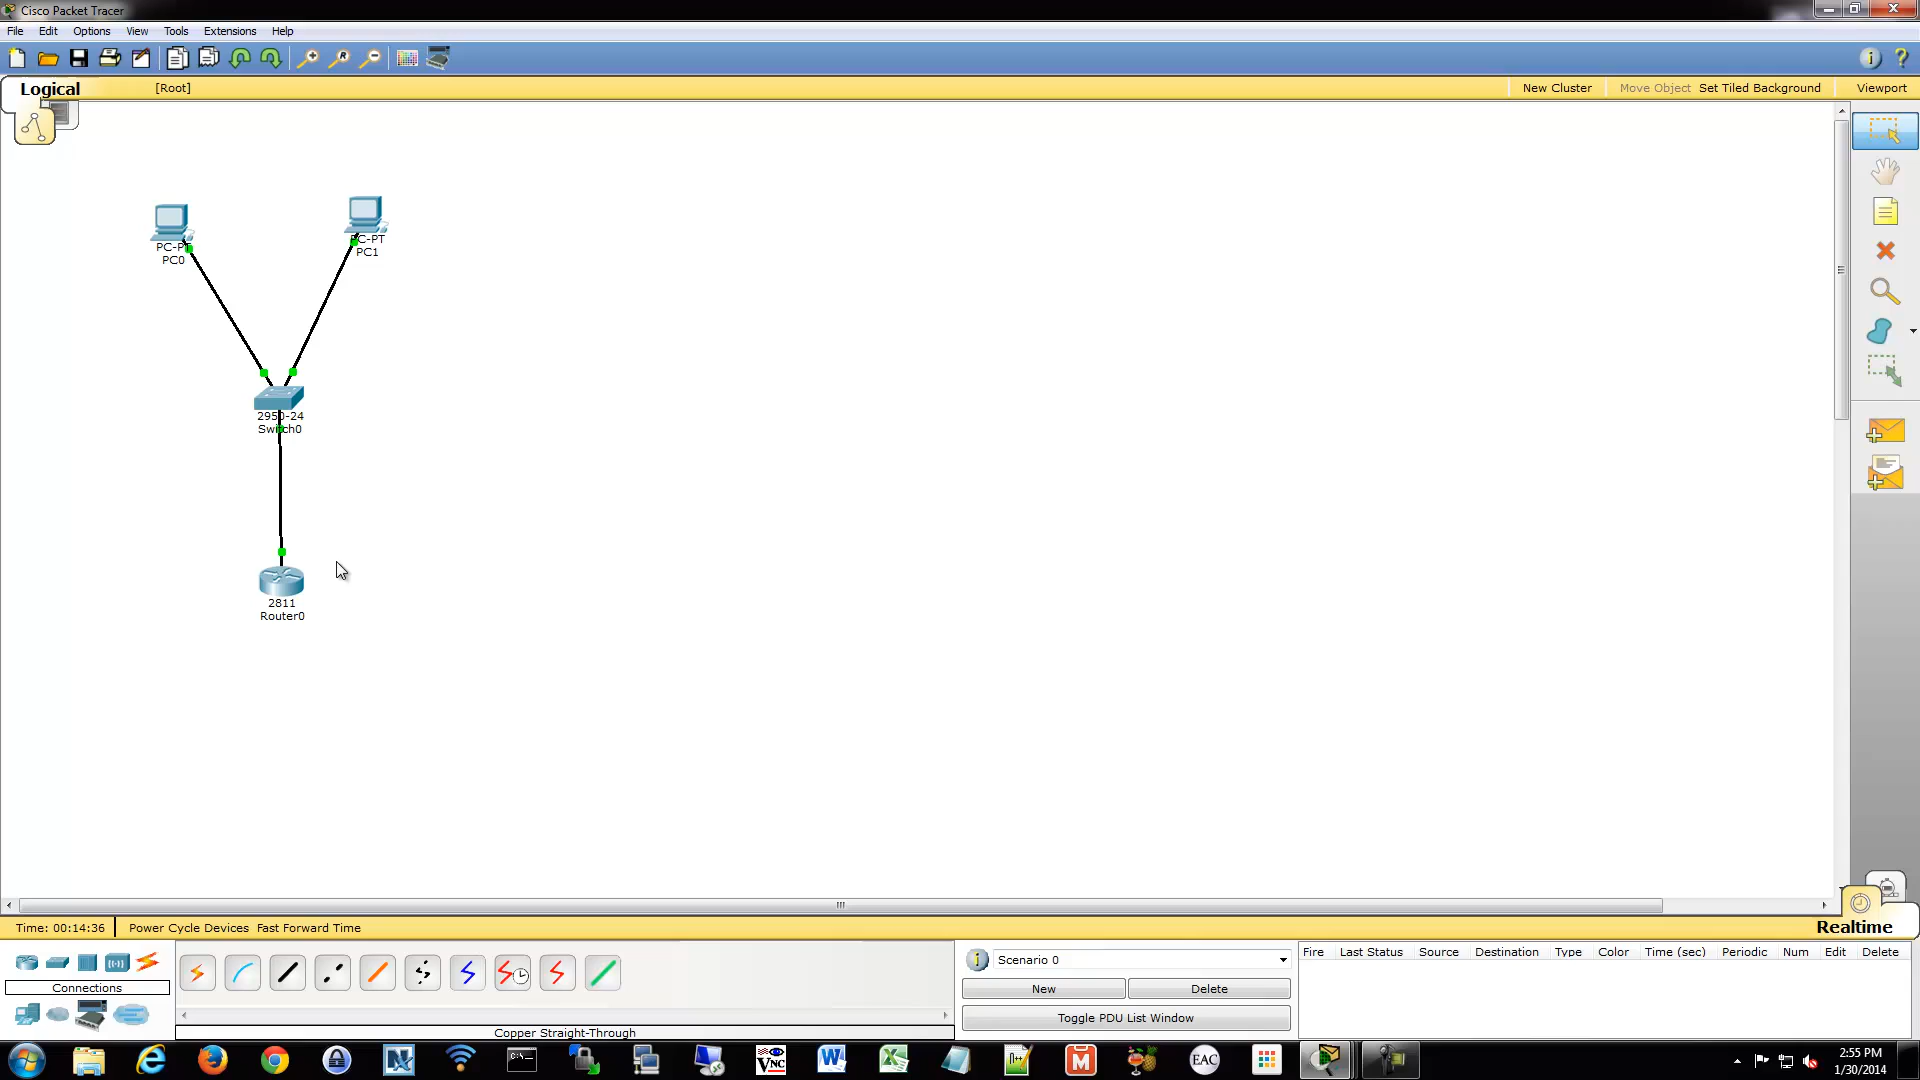 Cisco Packet Tracer
File Edit Options View Tools Extensions Help
Logical [Root] New Cluster Move Object Set Tiled Background Viewport
PC-PT
PC0
PC-PT
PC1
2950-24
Switch0
2811
Router0
Time: 00:14:36 Power Cycle Devices Fast Forward Time Realtime
Connections
Copper Straight-Through
Scenario 0
New Delete
Toggle PDU List Window
Fire Last Status Source Destination Type Color Time (sec) Periodic Num Edit Delete
VNC
EAC
2:55 PM
1/30/2014